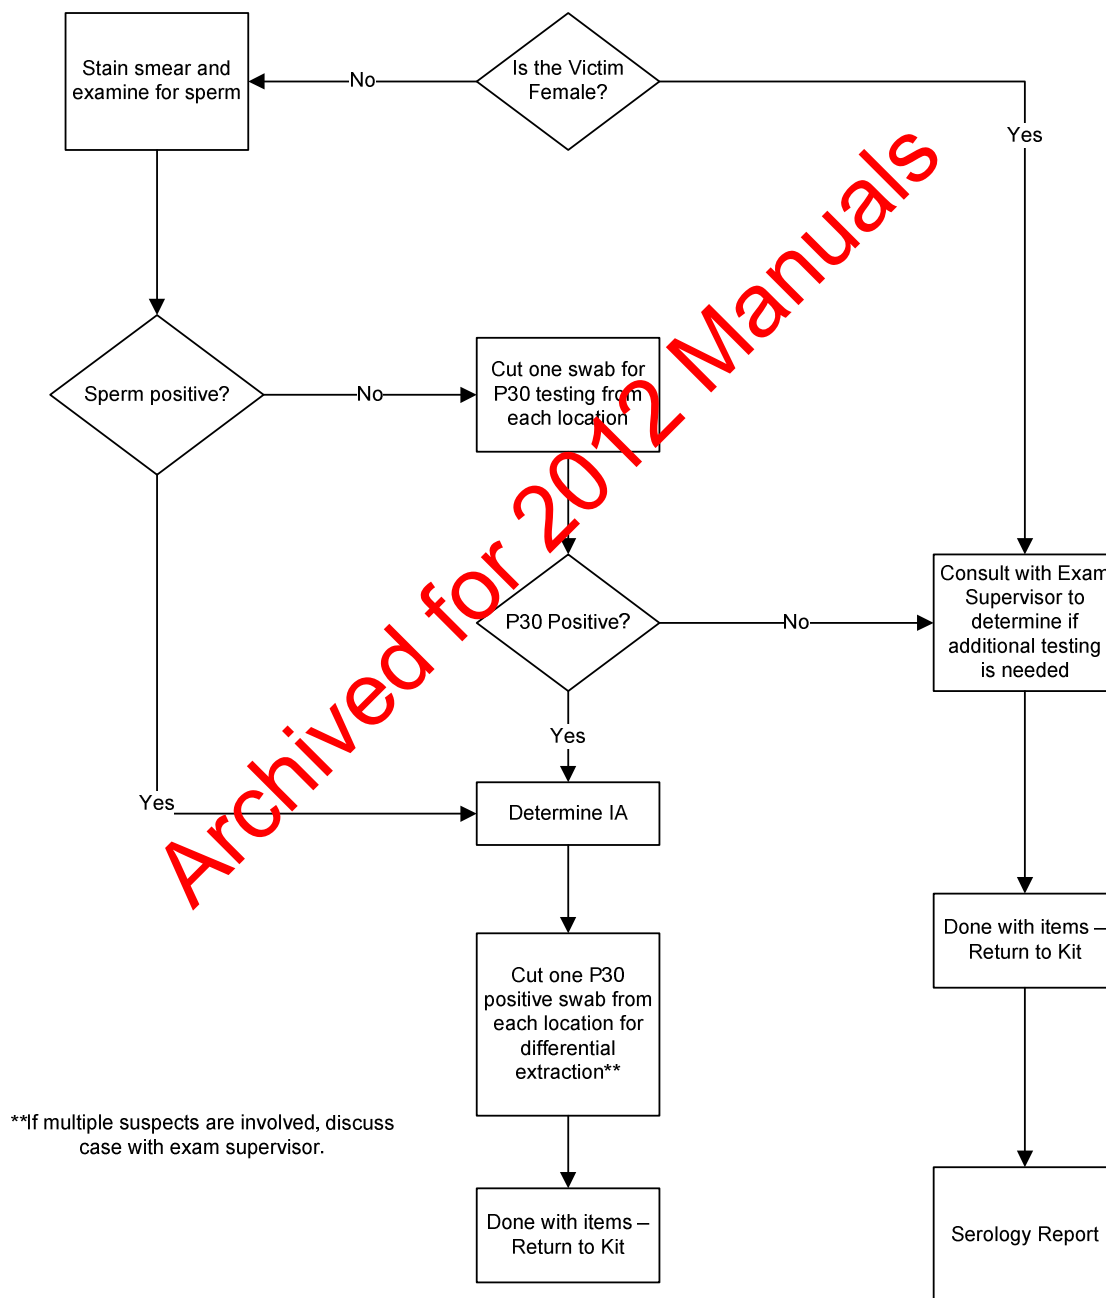 Stain smear and
examine for sperm
No
Is the Victim
Female?
Yes
Sperm positive?
No
Cut one swab for
P30 testing from
each location
P30 Positive?
No
Consult with Exam
Supervisor to
determine if
additional testing
is needed
Yes
Yes
Determine IA
Cut one P30
positive swab from
each location for
differential
extraction**
Done with items –
Return to Kit
**If multiple suspects are involved, discuss
case with exam supervisor.
Done with items –
Return to Kit
Serology Report
Archived for 2012 Manuals